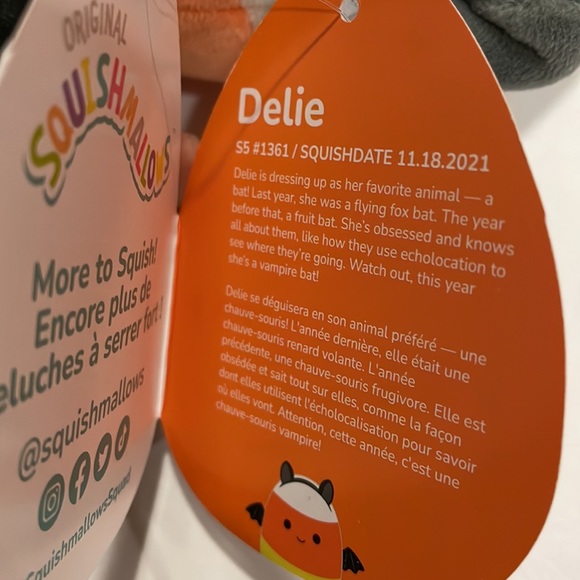 ORIGINAL
SQUISHMALLOWS
More to Squish!
Encore plus de
peluches à serrer fort !
@squishmallows
SquishmallowsSquad
Delie
S5 #1361 / SQUISHDATE 11.18.2021
Delie is dressing up as her favorite animal — a
bat! Last year, she was a flying fox bat. The year
before that, a fruit bat. She's obsessed and knows
all about them, like how they use echolocation to
see where they're going. Watch out, this year
she's a vampire bat!
Delie se déguisera en son animal préféré — une
chauve-souris! L'année dernière, elle était une
chauve-souris renard volante. L'année
précédente, une chauve-souris frugivore. Elle est
obsédée et sait tout sur elles, comme la façon
dont elles utilisent l'écholocalisation pour savoir
où elles vont. Attention, cette année, c'est une
chauve-souris vampire!